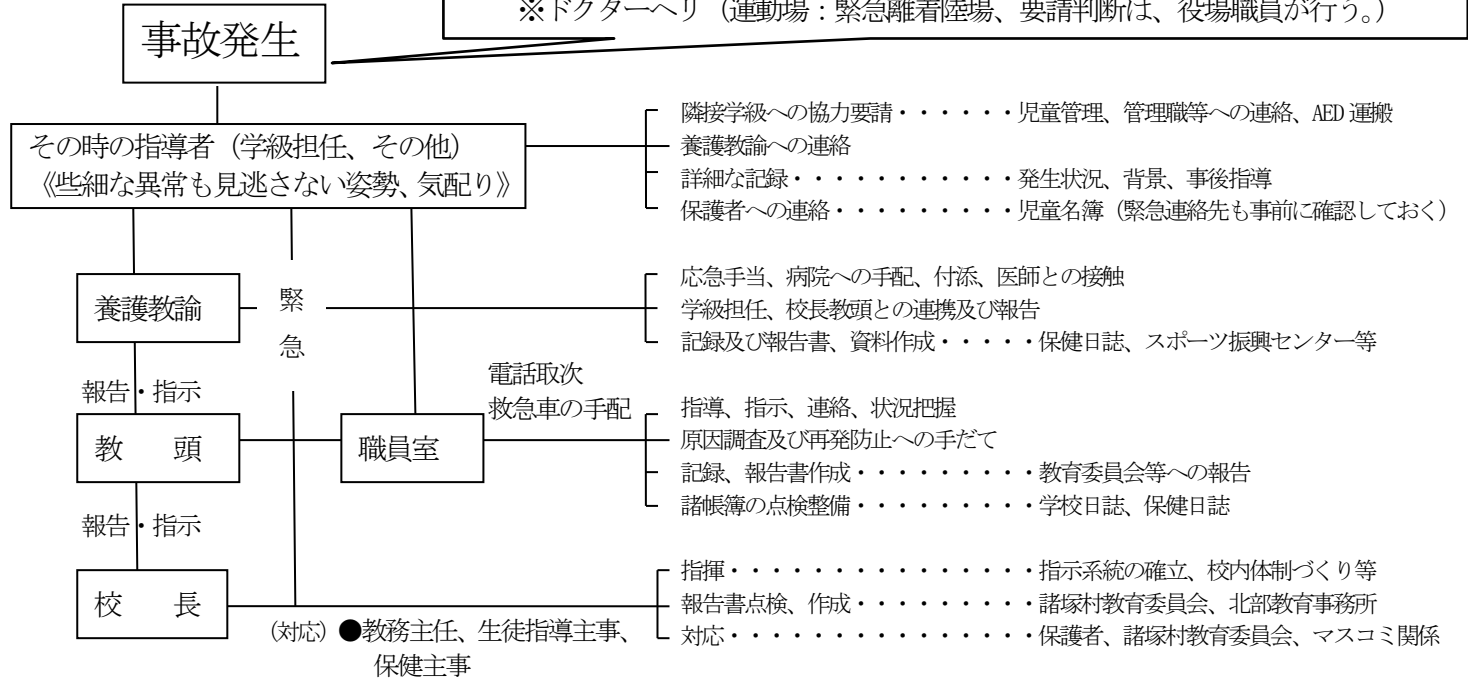 ※ドクターヘリ（運動場：緊急離着陸場、要請判断は、役場職員が行う。）
事故発生
その時の指導者（学級担任、その他）
《些細な異常も見逃さない姿勢、気配り》
隣接学級への協力要請・・・・・・児童管理、管理職等への連絡、AED 運搬
養護教諭への連絡
詳細な記録・・・・・・・・・・・発生状況、背景、事後指導
保護者への連絡・・・・・・・・・児童名簿（緊急連絡先も事前に確認しておく）
養護教諭
緊急
応急手当、病院への手配、付添、医師との接触
学級担任、校長教頭との連携及び報告
記録及び報告書、資料作成・・・・・保健日誌、スポーツ振興センター等
報告・指示
電話取次
救急車の手配
教　頭
職員室
指導、指示、連絡、状況把握
原因調査及び再発防止への手だて
記録、報告書作成・・・・・・・・・教育委員会等への報告
諸帳簿の点検整備・・・・・・・・・学校日誌、保健日誌
報告・指示
校　長
指揮・・・・・・・・・・・・・・・指示系統の確立、校内体制づくり等
報告書点検、作成・・・・・・・・・諸塚村教育委員会、北部教育事務所
対応・・・・・・・・・・・・・・・保護者、諸塚村教育委員会、マスコミ関係
（対応）●教務主任、生徒指導主事、
保健主事